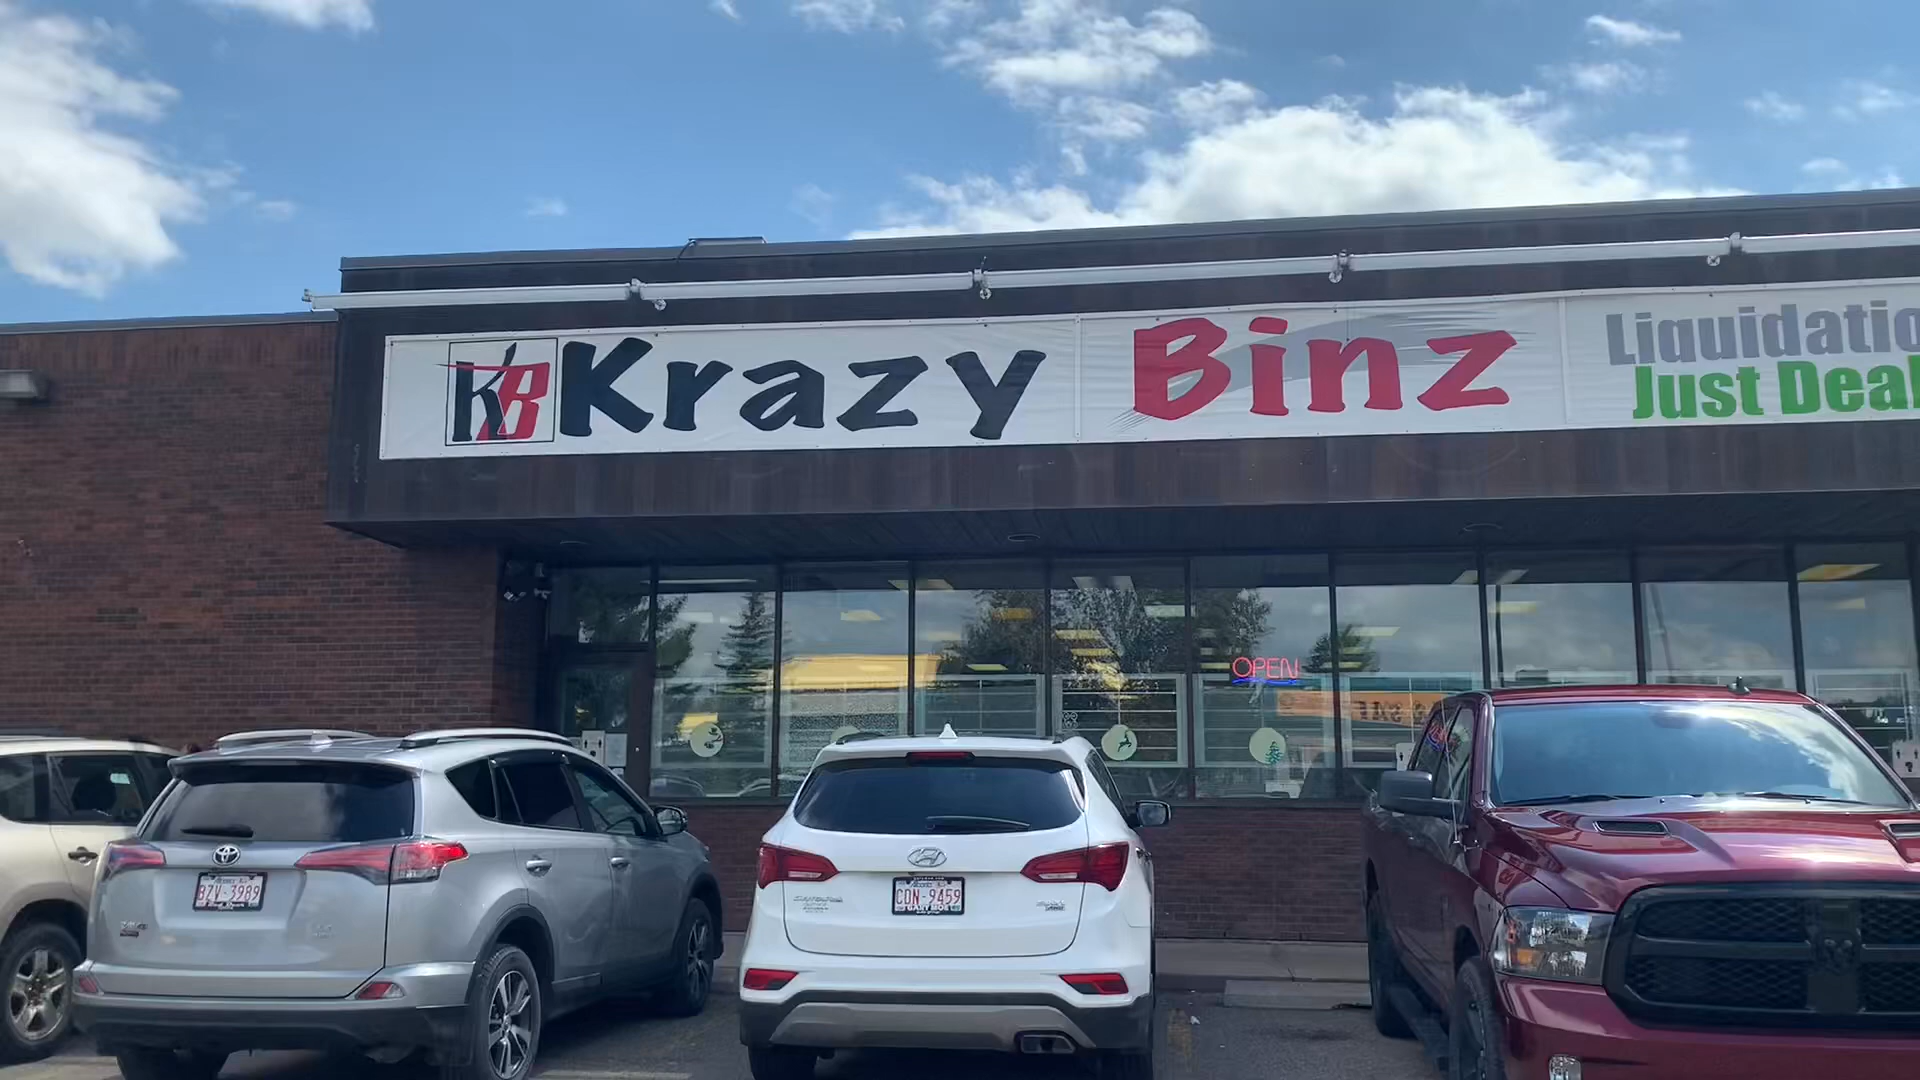 KB Krazy Binz
Liquidatio
Just Deal
OPEN
BZV-3989
CDN-9459